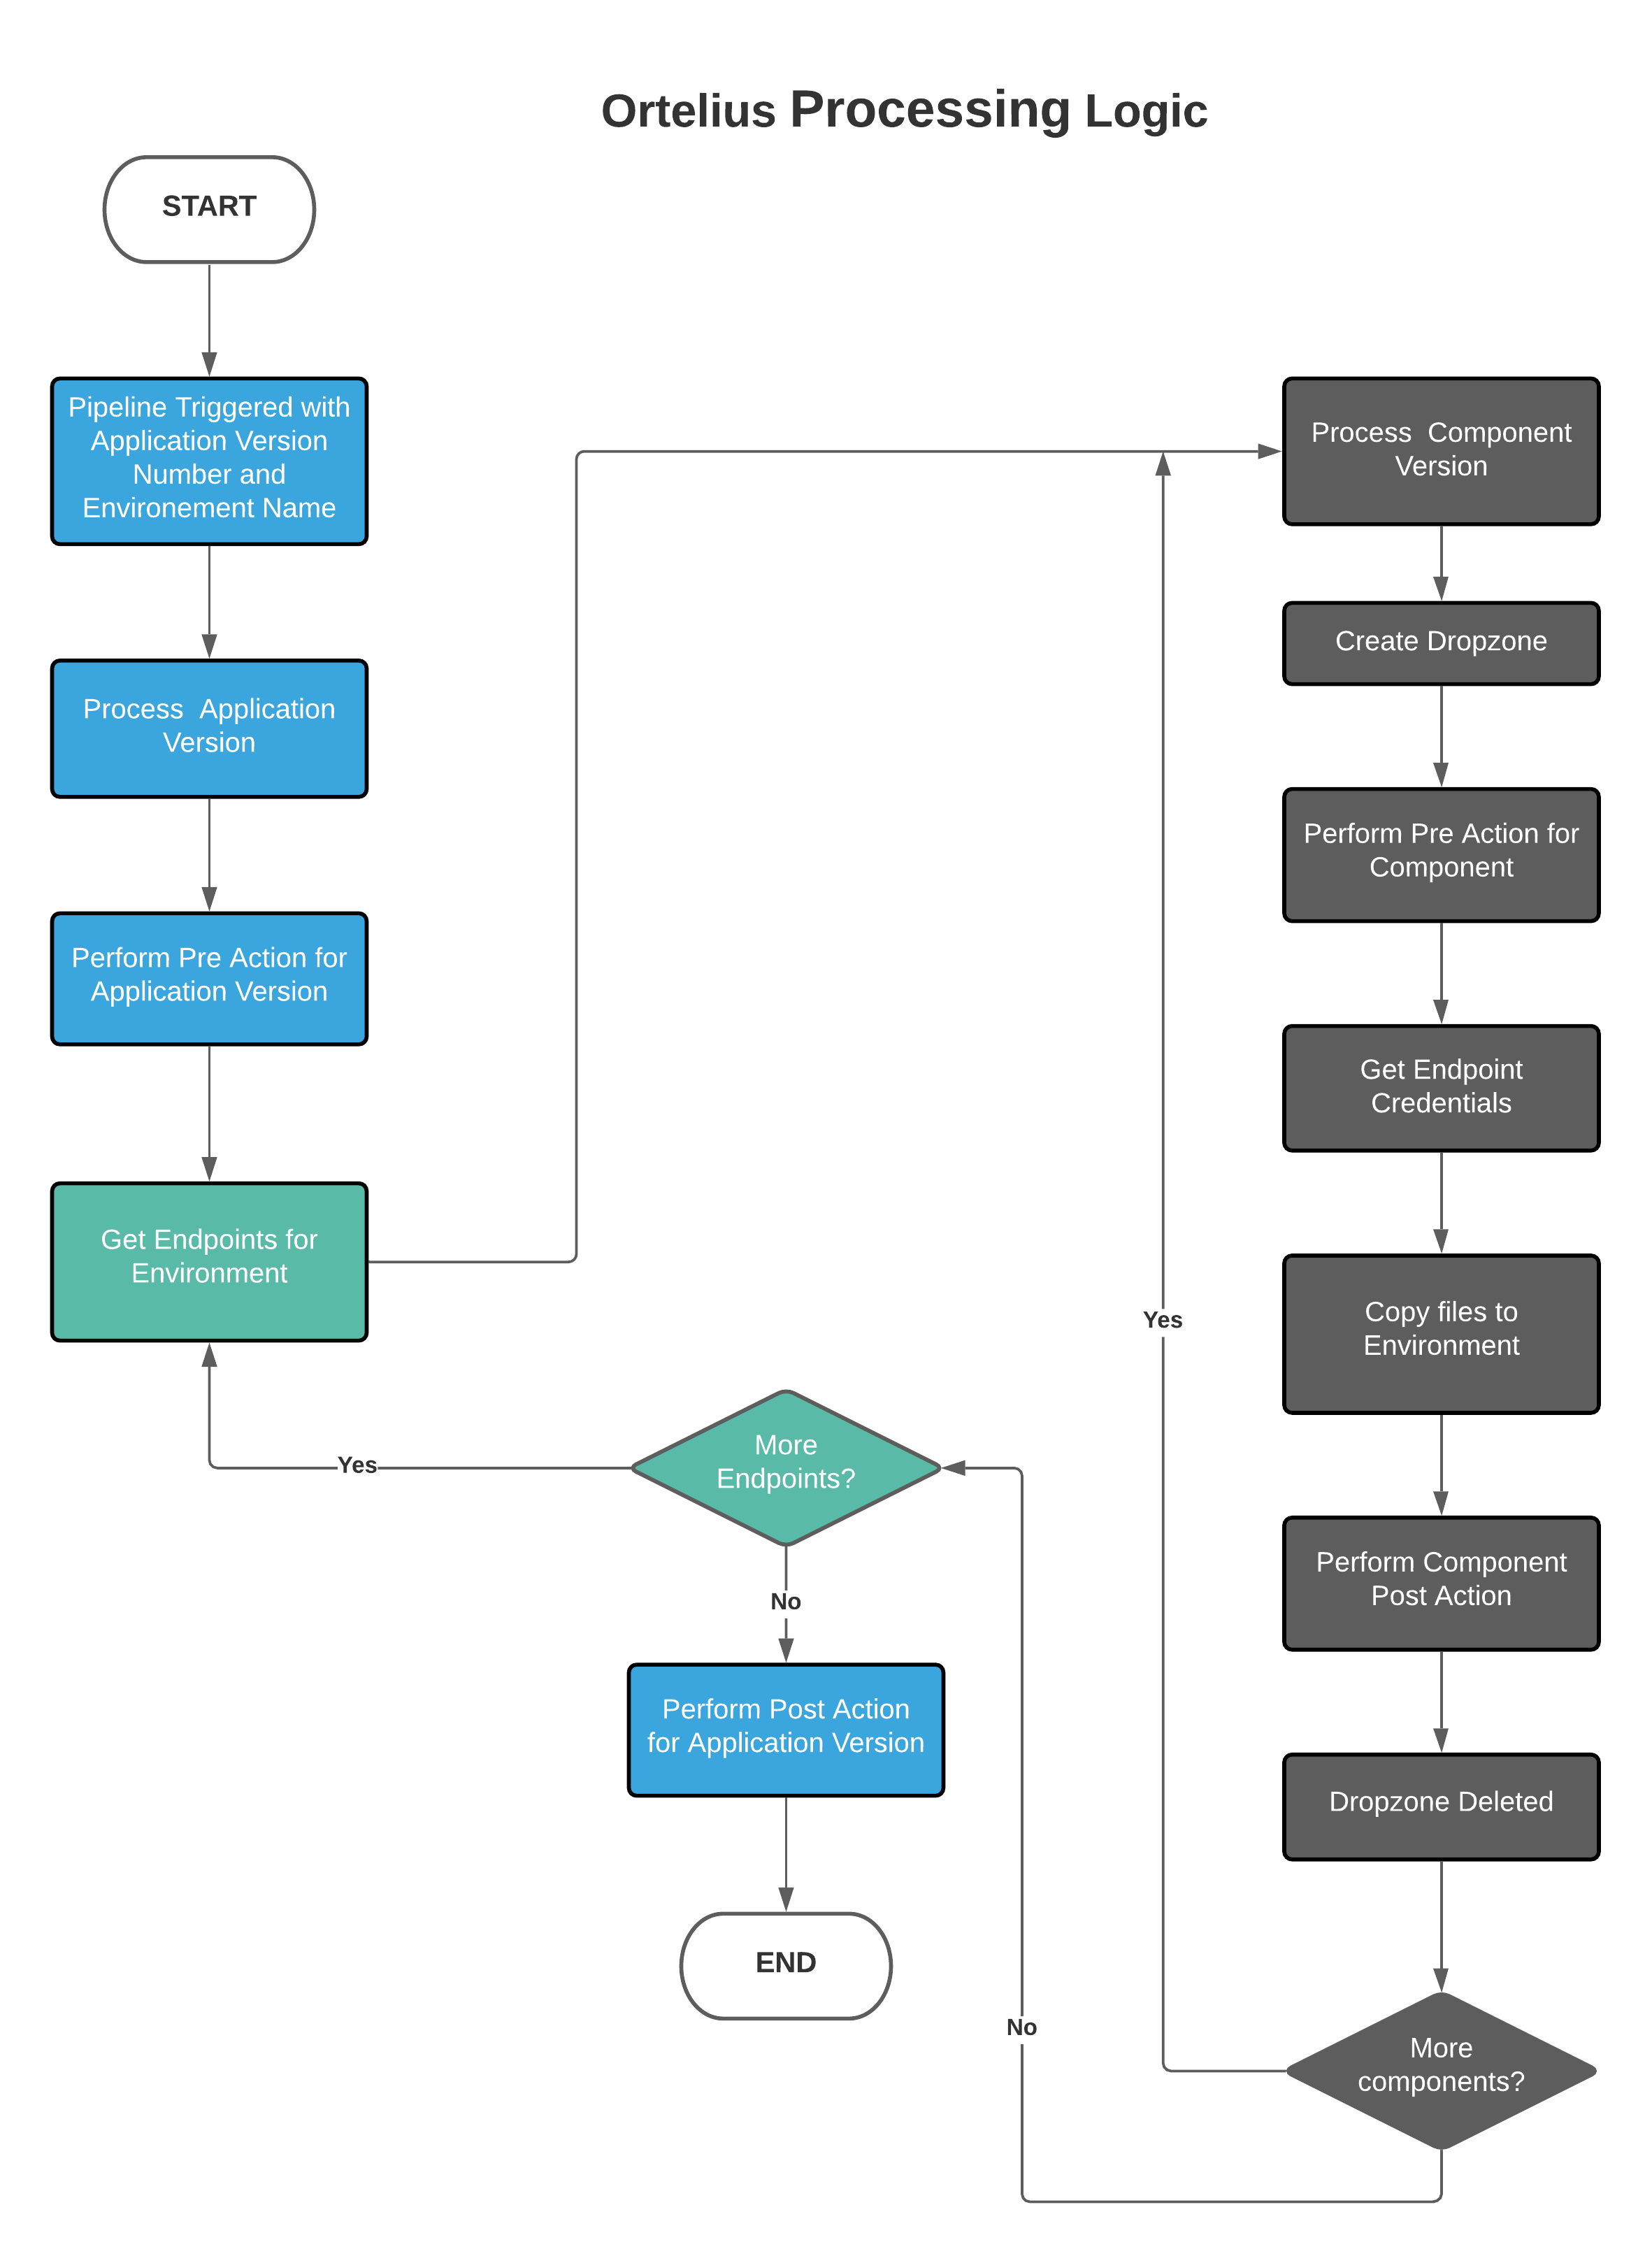 Ortelius Processing Logic
START
Pipeline Triggered with
Application Version
Number and
Environement Name
Process  Application
Version
Perform Pre Action for
Application Version
Get Endpoints for
Environment
Process  Component
Version
Create Dropzone
Perform Pre Action for
Component
Get Endpoint
Credentials
Copy files to
Environment
Perform Component
Post Action
Dropzone Deleted
More
components?
Yes
No
More
Endpoints?
Yes
No
Perform Post Action
for Application Version
END